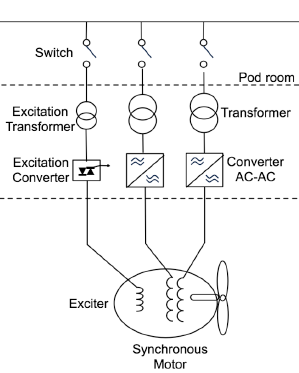 Switch
Pod room
Excitation
Transformer
Transformer
Excitation
Converter
Converter
AC-AC
Exciter
Synchronous
Motor